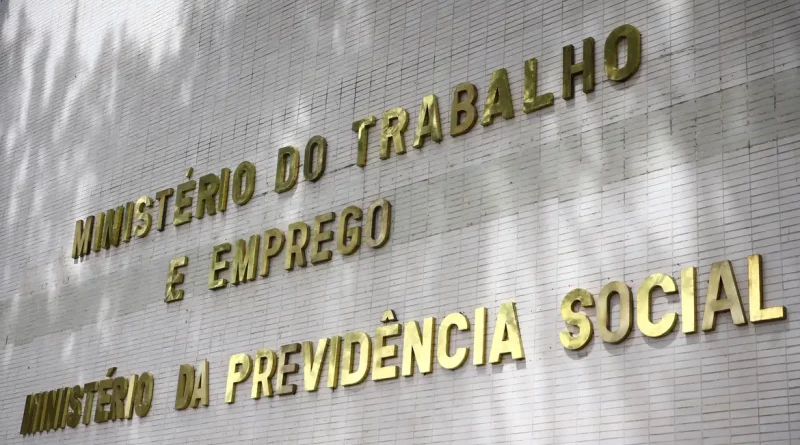 MINISTÉRIO DO TRABALHO
E EMPREGO
MINISTÉRIO DA PREVIDÊNCIA SOCIAL